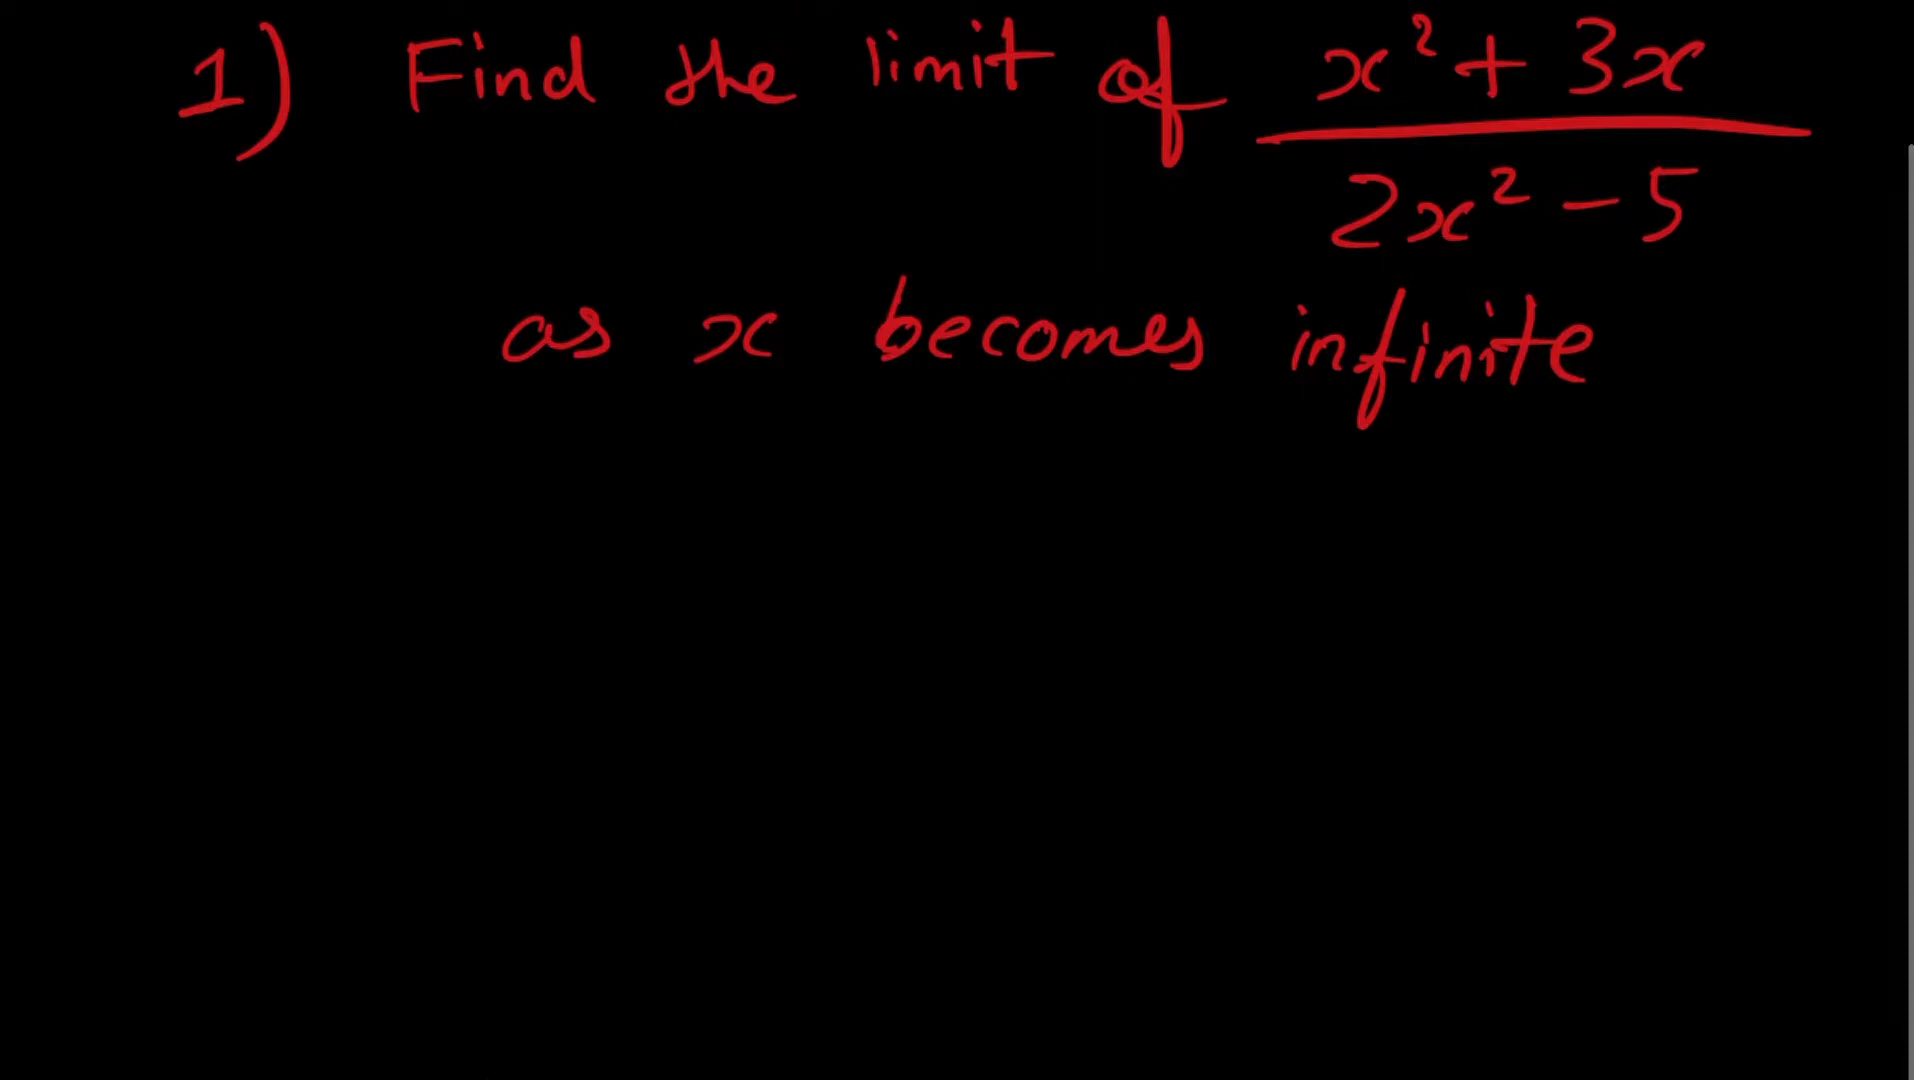 1) Find the limit of x² + 3x
2x² - 5
as x becomes infinite